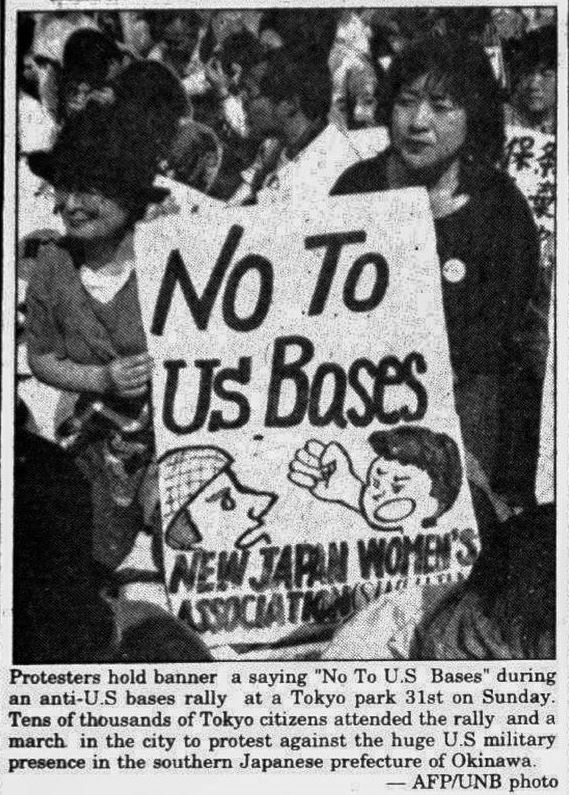 No To
Us Bases
NEW JAPAN WOMEN'S
ASSOCIATION
保
Protesters hold banner a saying "No To U.S Bases" during
an anti-U.S bases rally at a Tokyo park 31st on Sunday.
Tens of thousands of Tokyo citizens attended the rally and a
march in the city to protest against the huge U.S military
presence in the southern Japanese prefecture of Okinawa.
— AFP/UNB photo